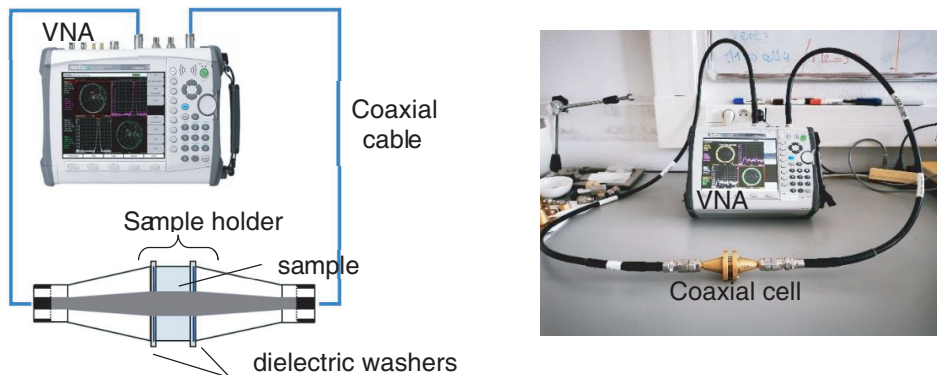 VNA
Coaxial
cable
Sample holder
sample
dielectric washers
VNA
Coaxial cell